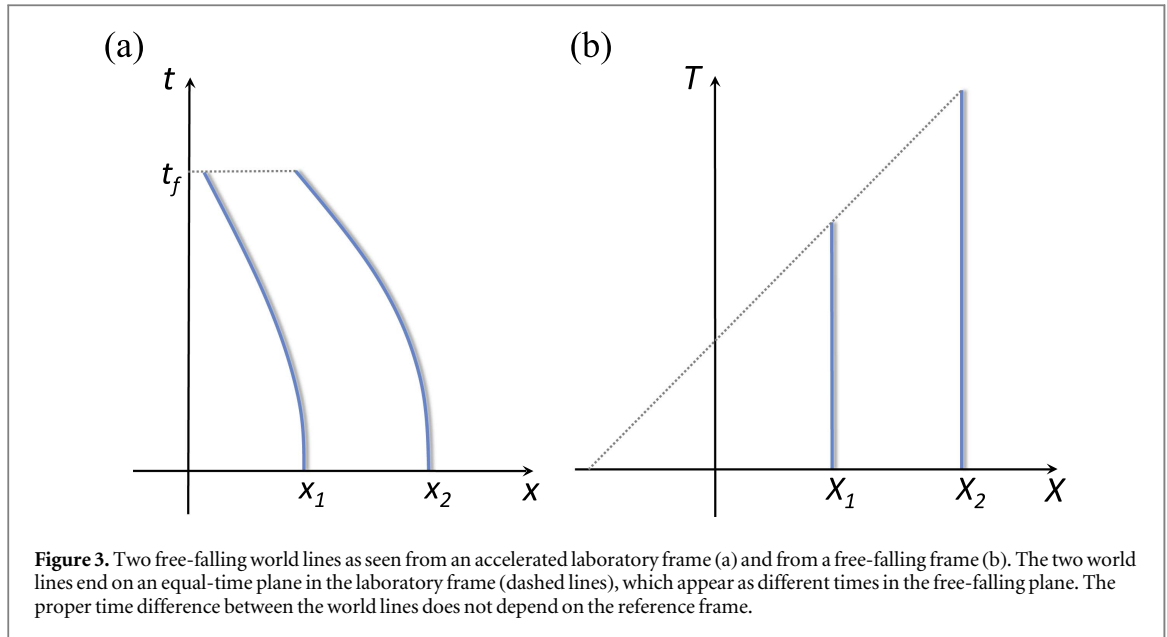 (a)
(b)
t
T
t_f
x_1
x_2
x
X_1
X_2
X
Figure 3. Two free-falling world lines as seen from an accelerated laboratory frame (a) and from a free-falling frame (b). The two world
lines end on an equal-time plane in the laboratory frame (dashed lines), which appear as different times in the free-falling plane. The
proper time difference between the world lines does not depend on the reference frame.